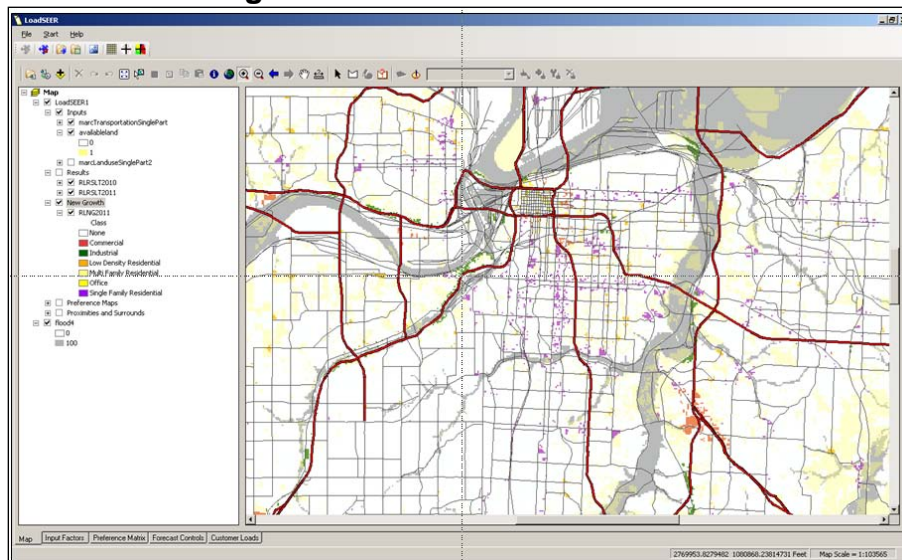 LoadSEER
File Start Help
Map
LoadSEER1
Inputs
marcTransportationSinglePart
availableland
0
1
marcLanduseSinglePart2
Results
RLRSLT2010
RLRSLT2011
New Growth
RLNG2011
Class
None
Commercial
Industrial
Low Density Residential
Multi Family Residential
Office
Single Family Residential
Preference Maps
Proximities and Surrounds
flood4
0
100
Map Input Factors Preference Matrix Forecast Controls Customer Loads
2769953.8279482 1080868.23814731 Feet Map Scale = 1:103565